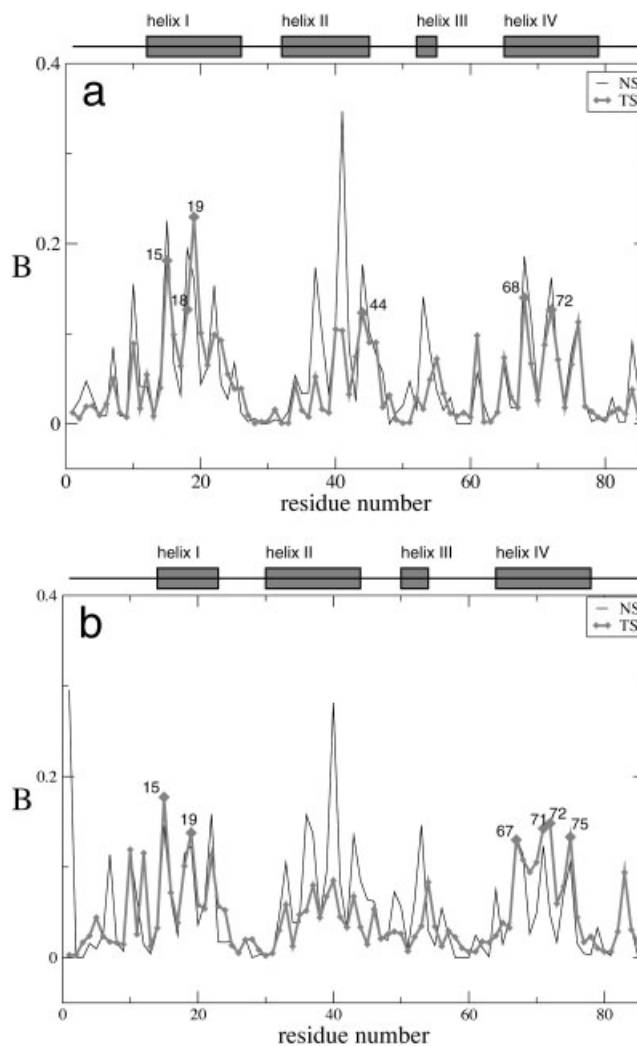 helix I helix II helix III helix IV
0.4
a
NS
TS
19
15
0.2
18
44
68
72
B
0
0 20 40 60 80
residue number
helix I helix II helix III helix IV
0.4
b
NS
TS
0.2
15
19
67
71
72
75
B
0
0 20 40 60 80
residue number